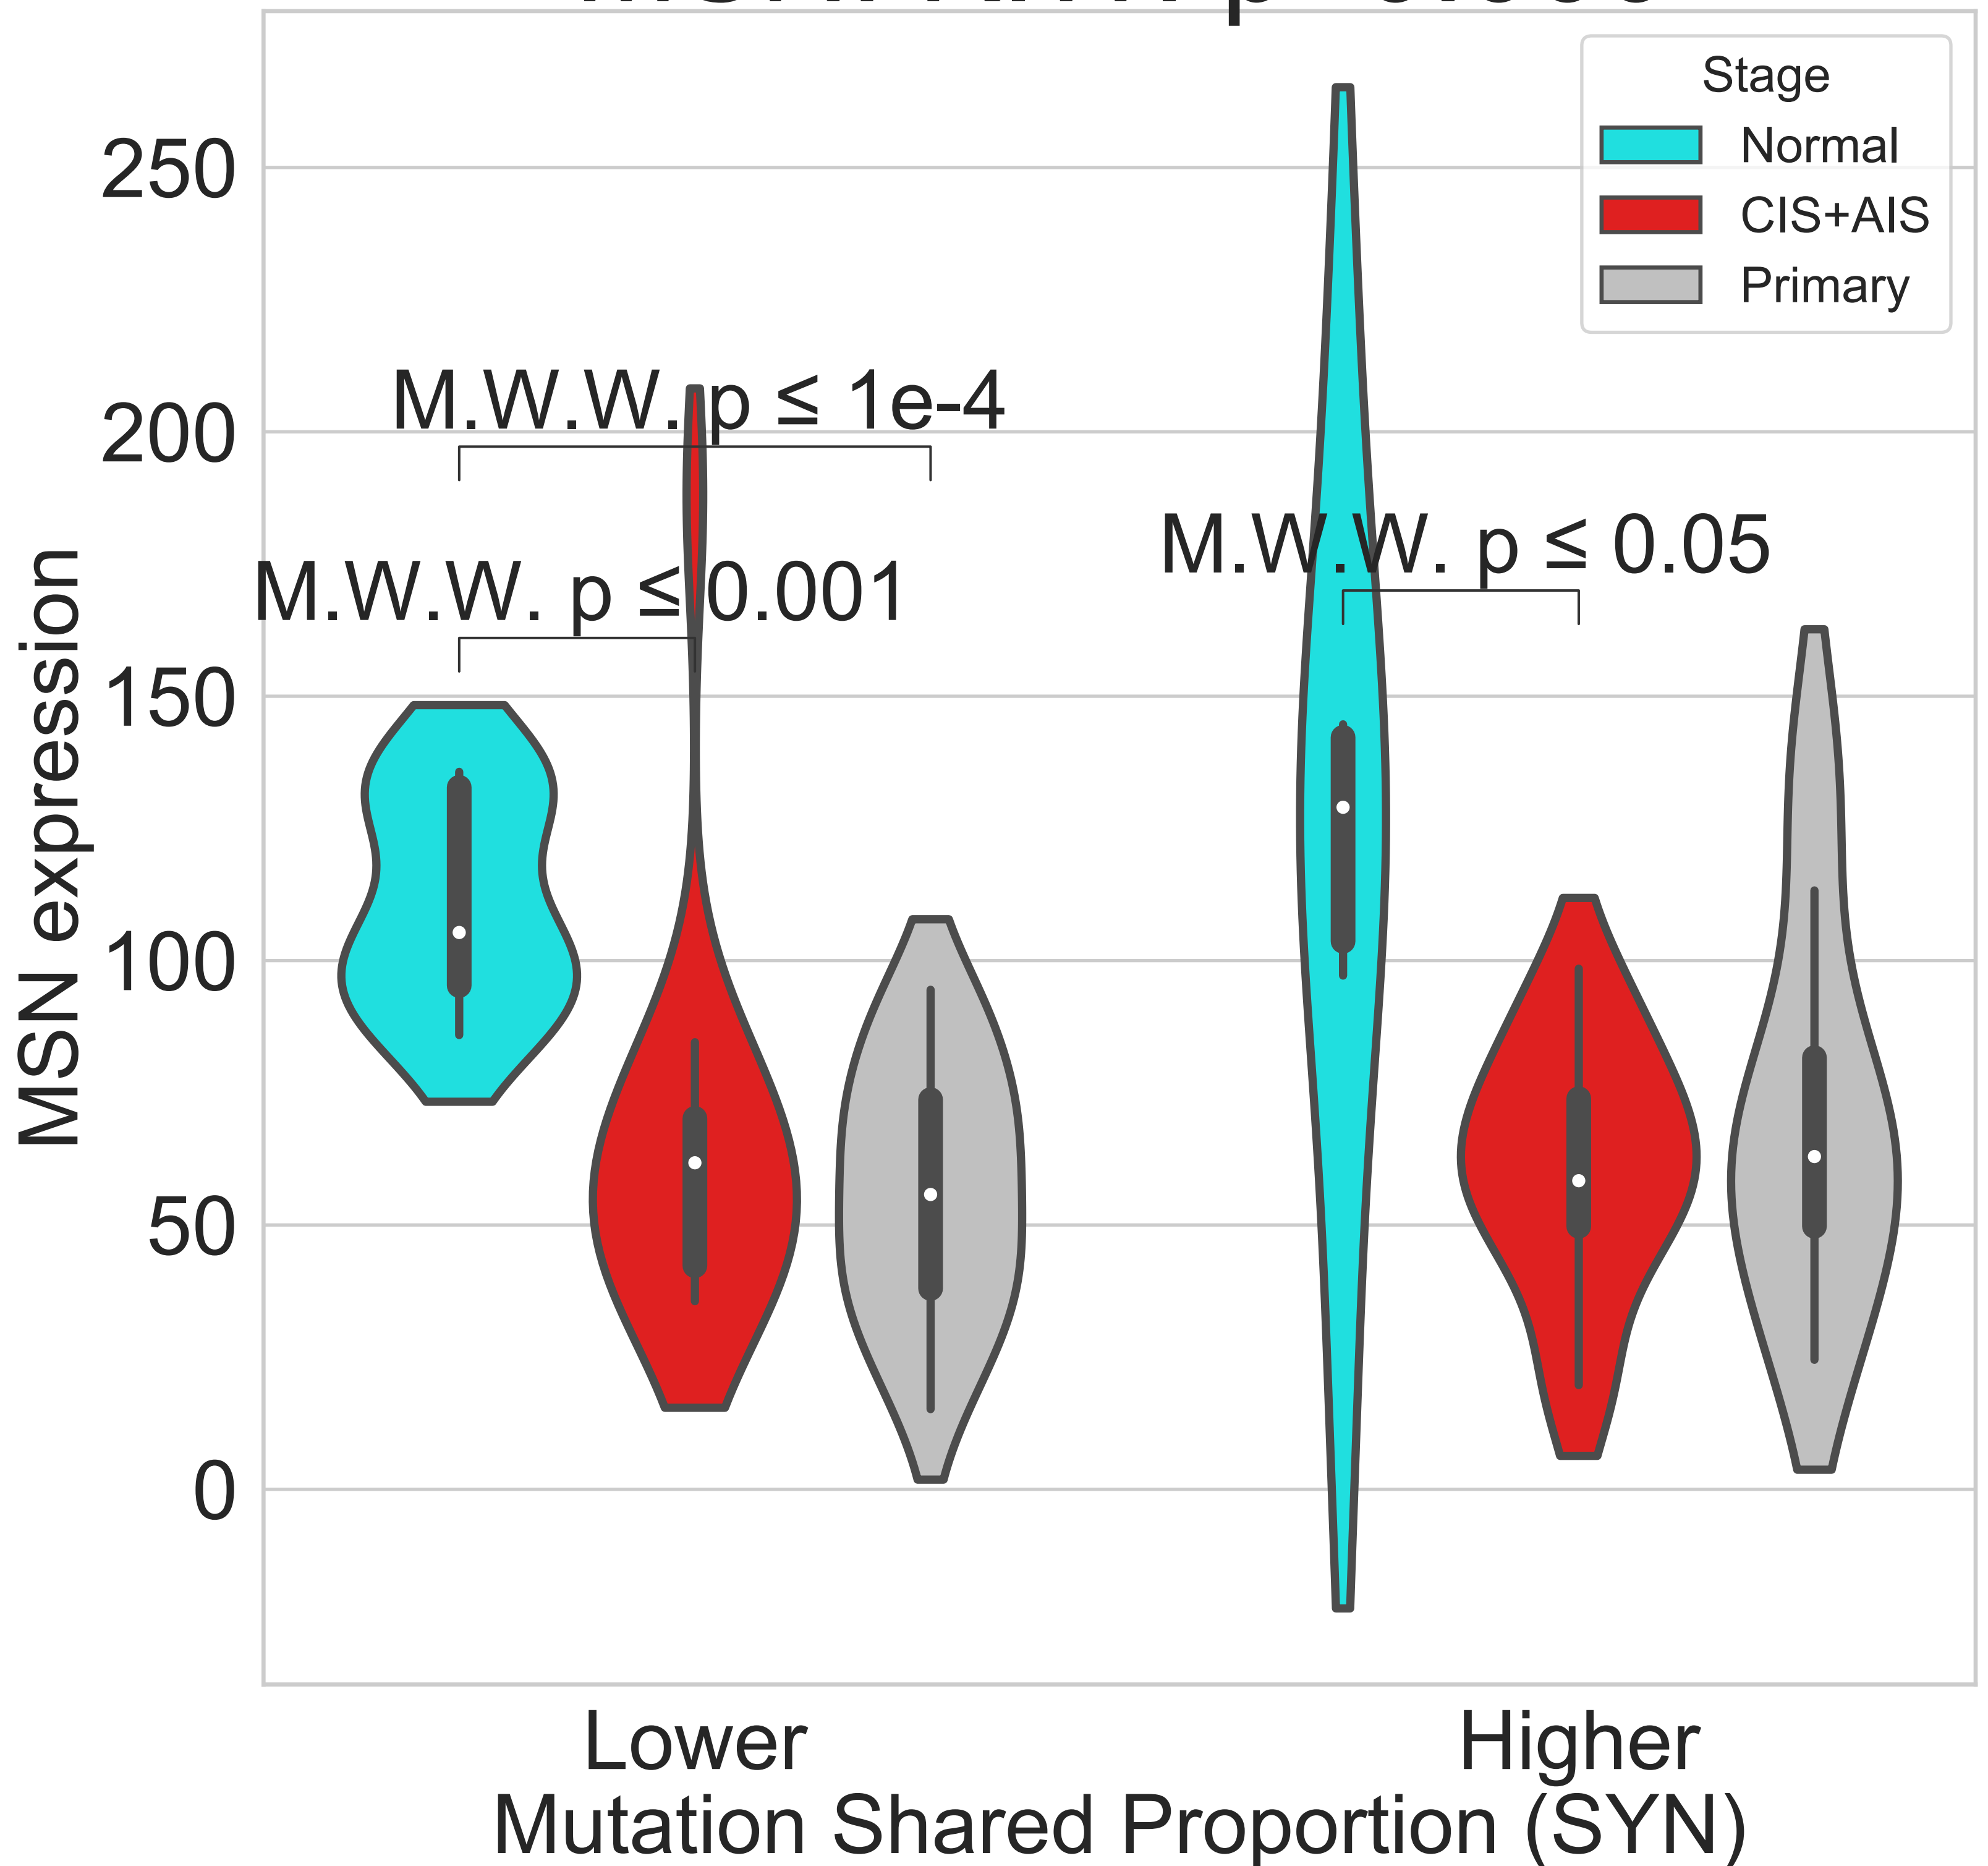 Stage
Normal
CIS+AIS
Primary
250
200
150
100
50
0
MSN expression
M.W.W. p ≤ 1e-4
M.W.W. p ≤ 0.001
M.W.W. p ≤ 0.05
Lower
Higher
Mutation Shared Proportion (SYN)